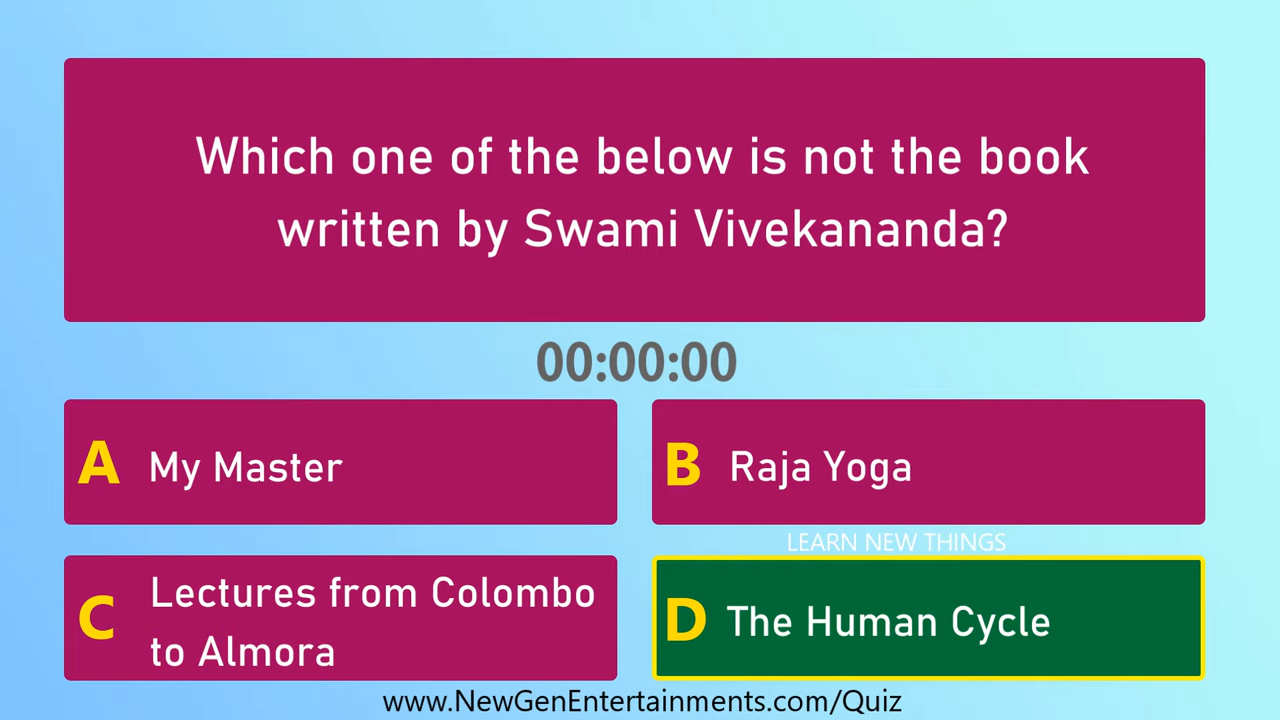 Which one of the below is not the book
written by Swami Vivekananda?
00:00:00
A My Master
B Raja Yoga
C Lectures from Colombo
to Almora
LEARN NEW THINGS
D The Human Cycle
www.NewGenEntertainments.com/Quiz